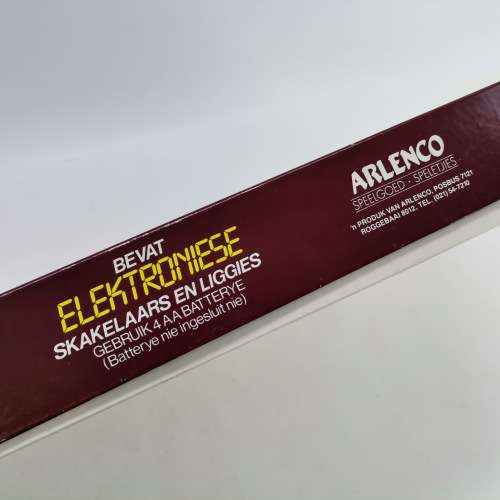 BEVAT
ELEKTRONIESE
SKAKELAARS EN LIGGIES
GEBRUIK 4 AA BATTERYE
(Batterye nie ingesluit nie)
ARLENCO
SPEELGOED · SPELETJIES
'n PRODUK VAN ARLENCO, POSBUS 7121
ROGGEBAAI 8012, TEL. (021) 54-7210